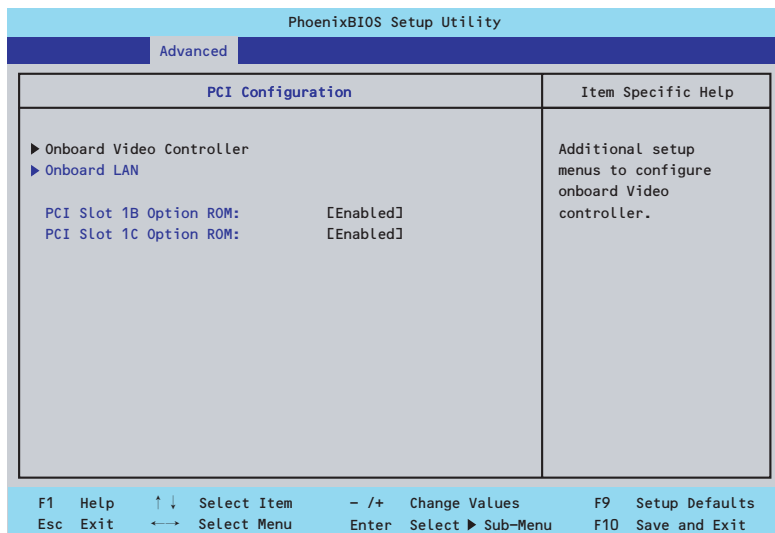 PhoenixBIOS Setup Utility
Advanced
PCI Configuration
Item Specific Help
▶ Onboard Video Controller
▶ Onboard LAN
PCI Slot 1B Option ROM: [Enabled]
PCI Slot 1C Option ROM: [Enabled]
Additional setup
menus to configure
onboard Video
controller.
F1 Help ↑↓ Select Item - /+ Change Values F9 Setup Defaults
Esc Exit ←→ Select Menu Enter Select ▶ Sub-Menu F10 Save and Exit